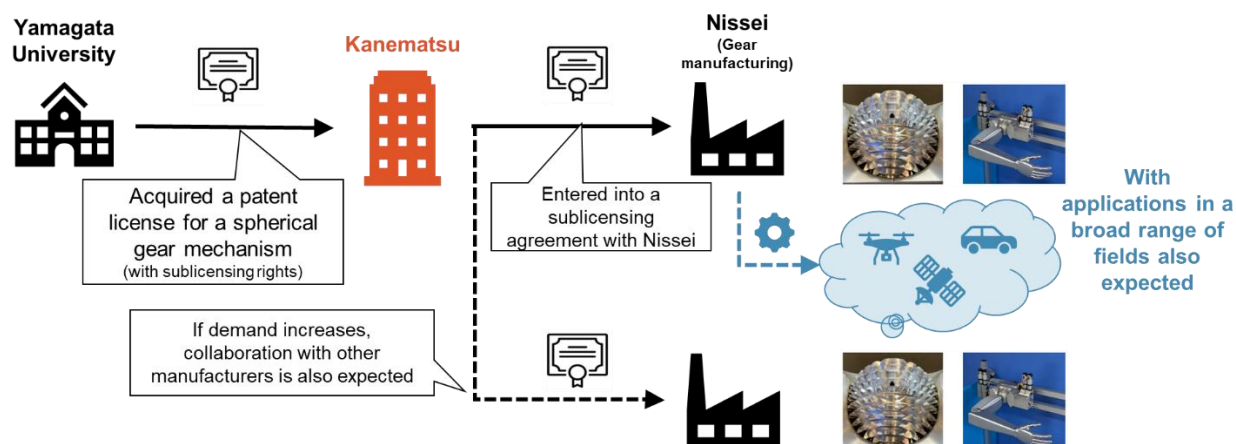 Yamagata
University
Kanematsu
Nissei
(Gear
manufacturing)
Acquired a patent
license for a spherical
gear mechanism
(with sublicensing rights)
Entered into a
sublicensing
agreement with Nissei
With
applications in a
broad range of
fields also
expected
If demand increases,
collaboration with other
manufacturers is also expected